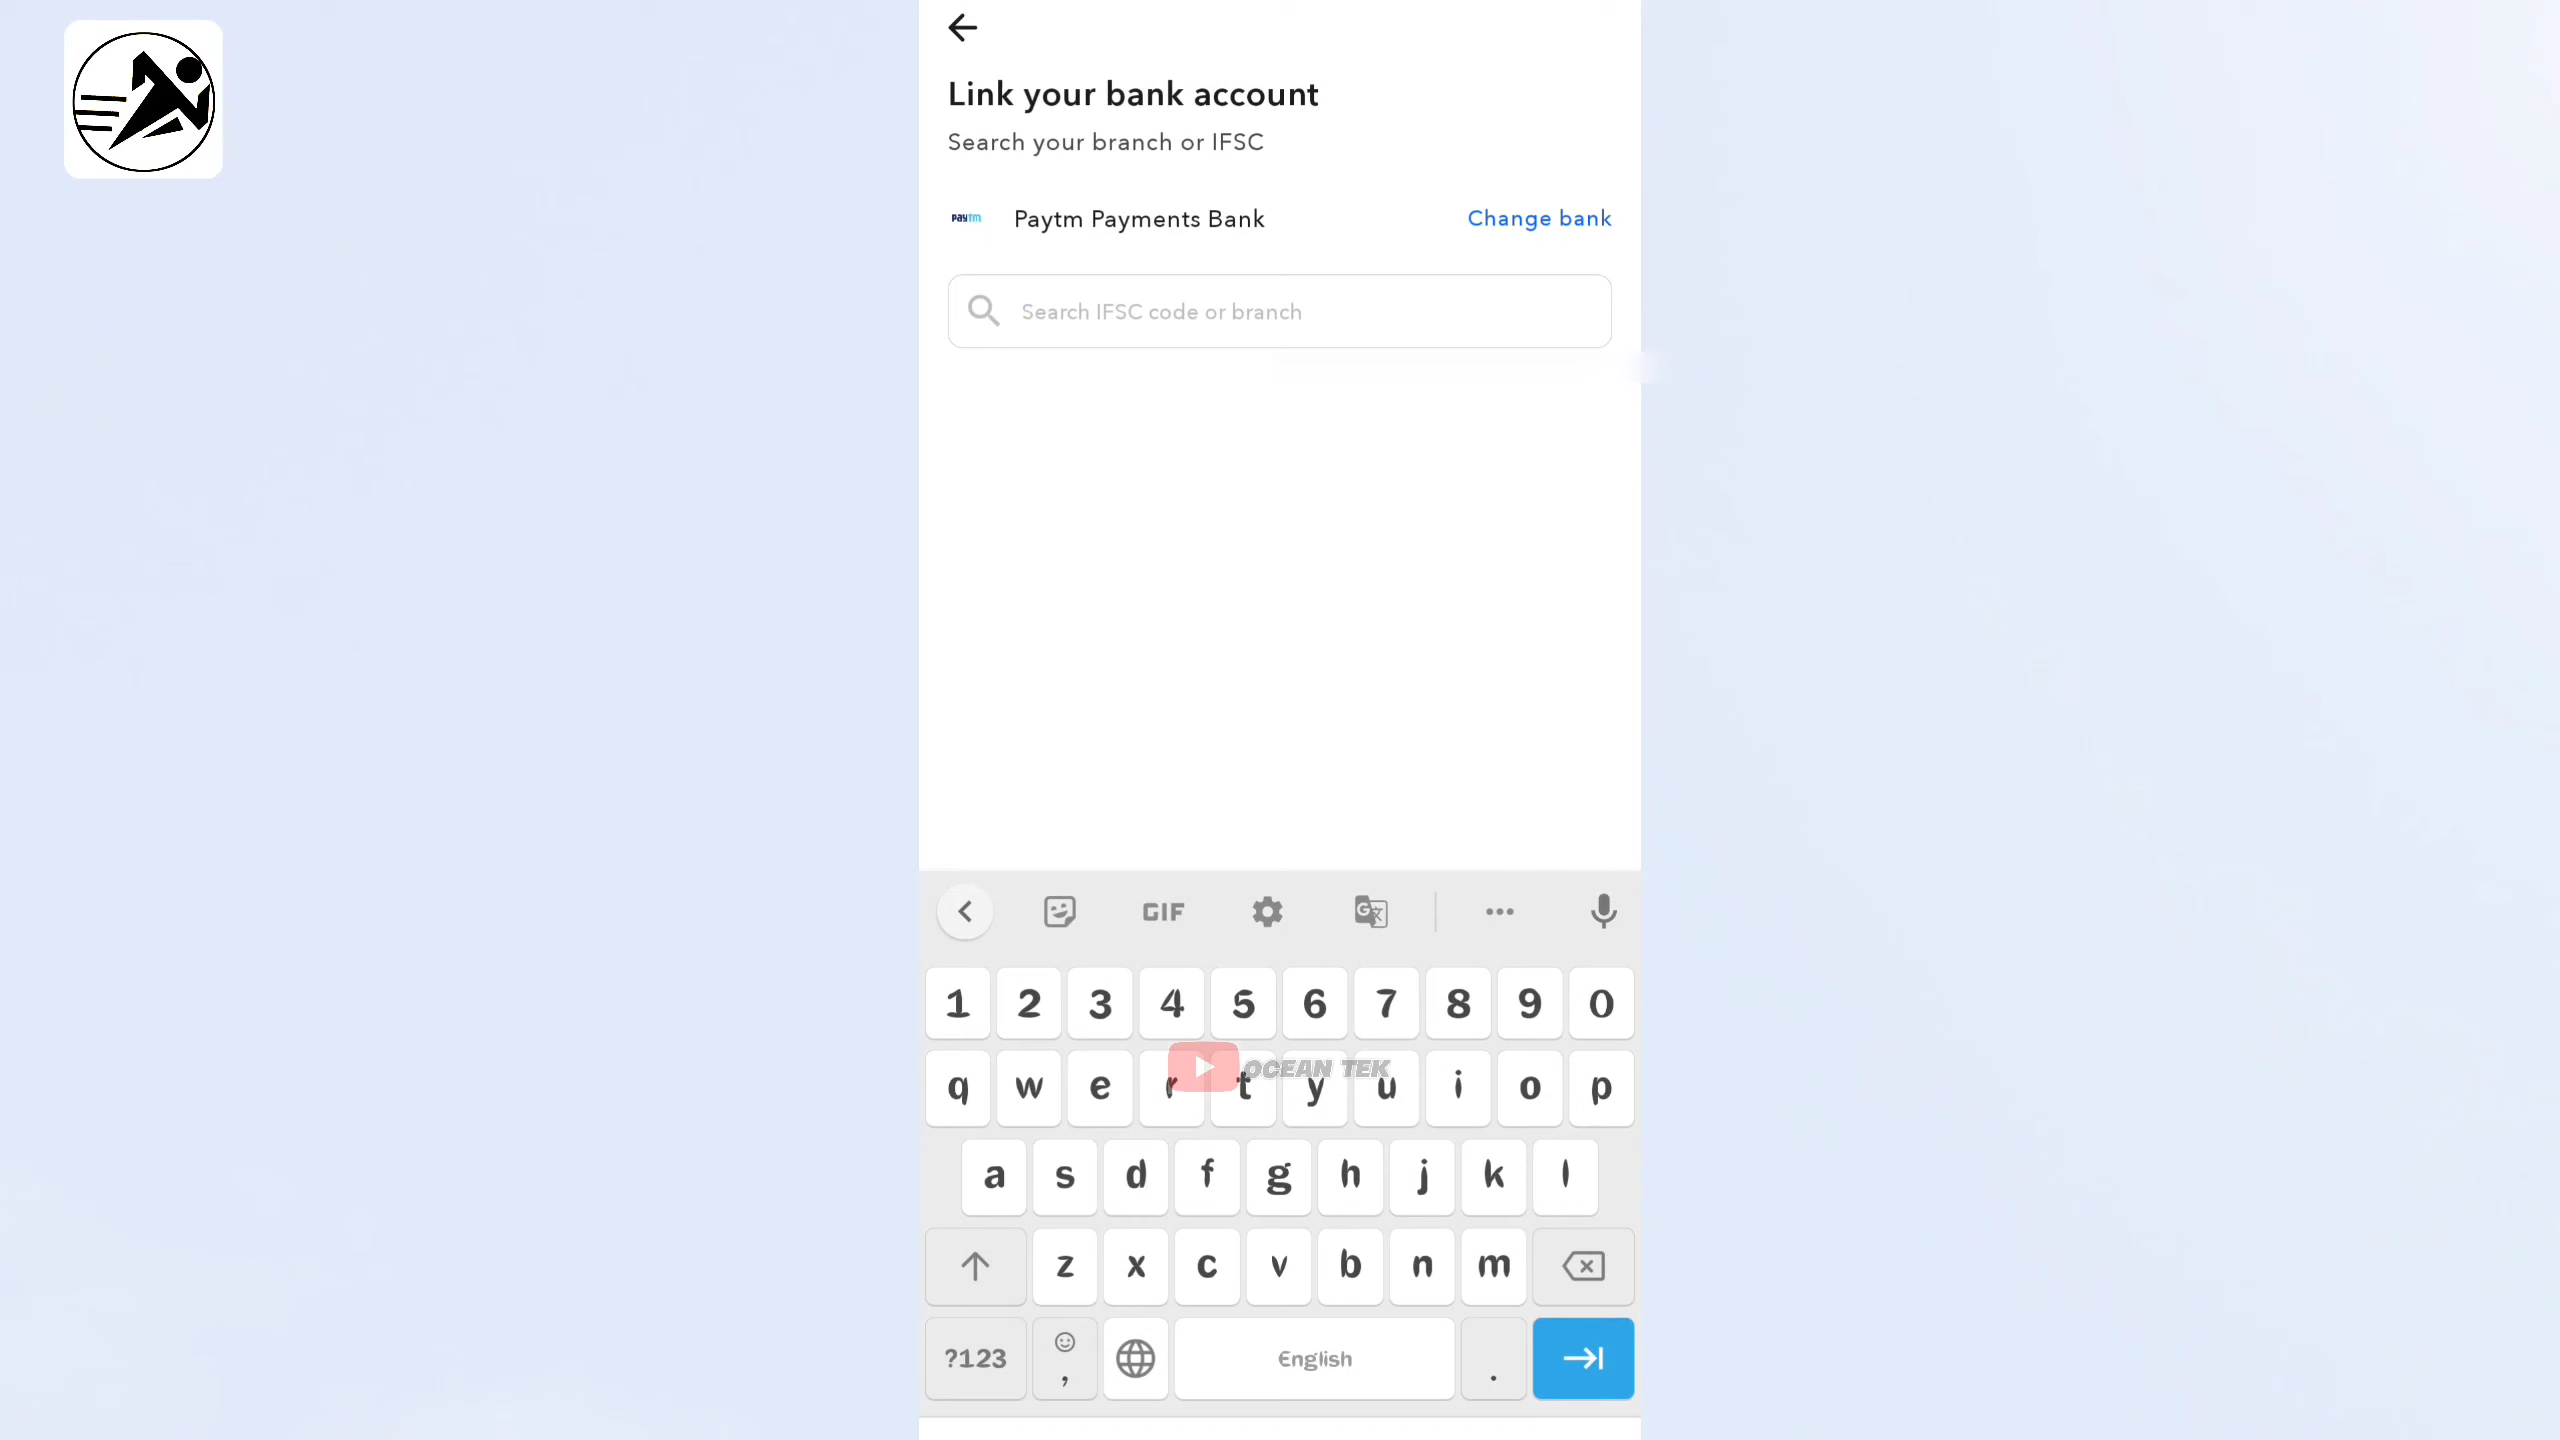 Link your bank account
Search your branch or IFSC
paytm Paytm Payments Bank Change bank
Search IFSC code or branch
GIF
1 2 3 4 5 6 7 8 9 0
q w e r t y u i o p
OCEAN TEK
a s d f g h j k l
z x c v b n m
?123 , English .